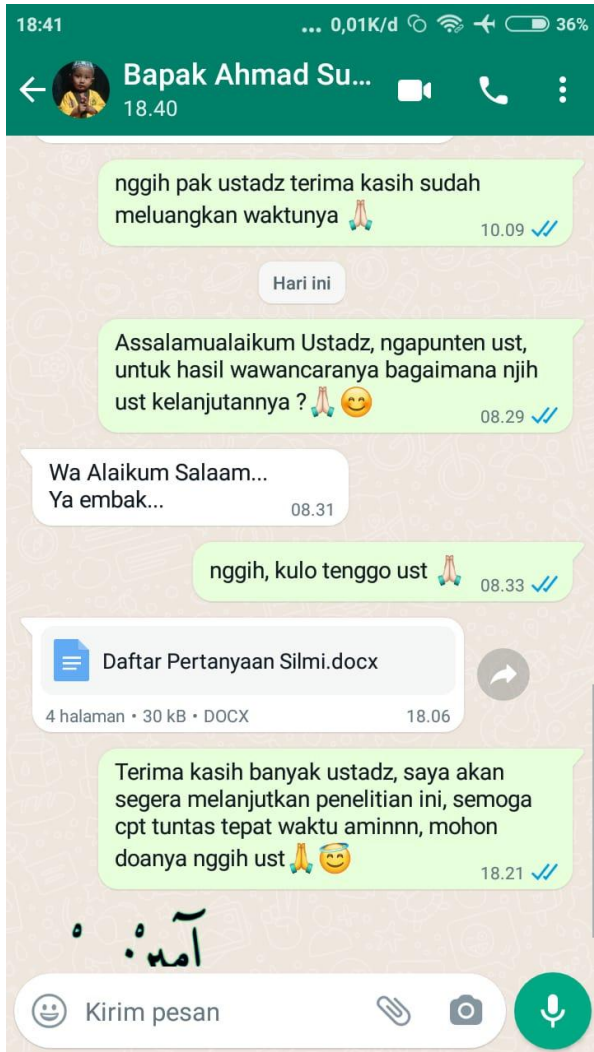 18:41
... 0,01K/d 36%
Bapak Ahmad Su...
18.40
nggih pak ustadz terima kasih sudah
meluangkan waktunya 🙏🏻
10.09
Hari ini
Assalamualaikum Ustadz, ngapunten ust,
untuk hasil wawancaranya bagaimana njih
ust kelanjutannya ? 🙏🏻 😊
08.29
Wa Alaikum Salaam...
Ya embak...
08.31
nggih, kulo tenggo ust 🙏🏻
08.33
Daftar Pertanyaan Silmi.docx
4 halaman • 30 kB • DOCX
18.06
Terima kasih banyak ustadz, saya akan
segera melanjutkan penelitian ini, semoga
cpt tuntas tepat waktu aminnn, mohon
doanya nggih ust 🙏 😇
18.21
آمين
Kirim pesan